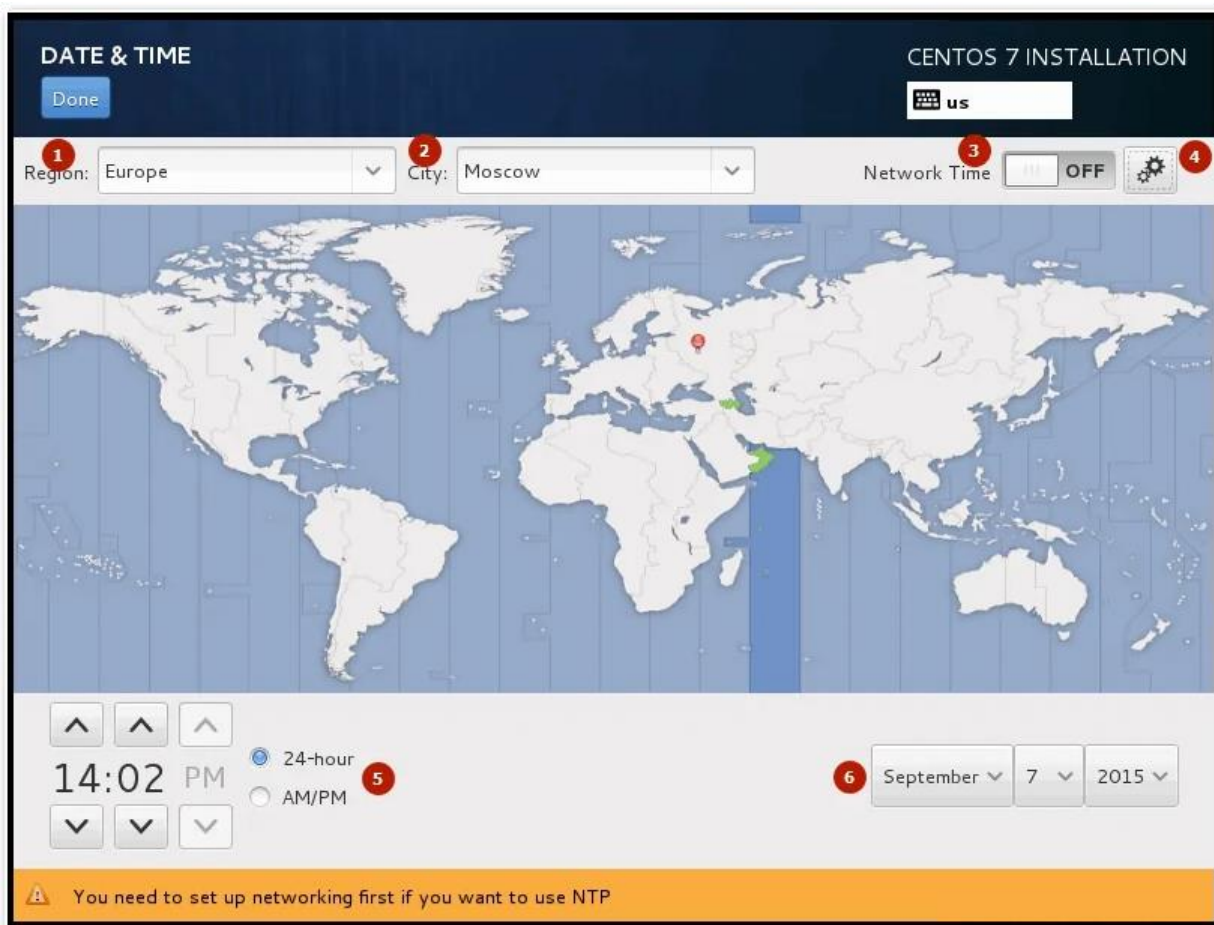 DATE & TIME
CENTOS 7 INSTALLATION
Done
us
1
2
3
4
Region:
Europe
City:
Moscow
Network Time
OFF
14:02 PM
24-hour
AM/PM
5
6
September
7
2015
You need to set up networking first if you want to use NTP